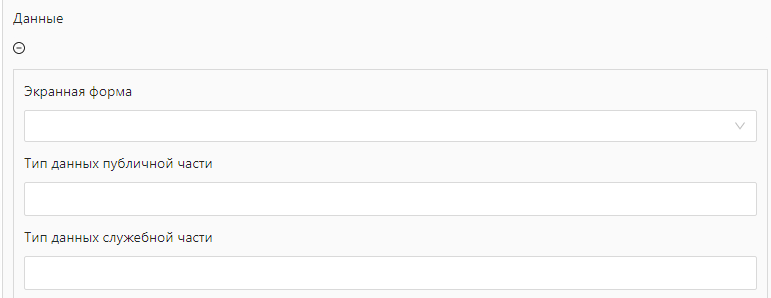 Данные
Экранная форма
Тип данных публичной части
Тип данных служебной части